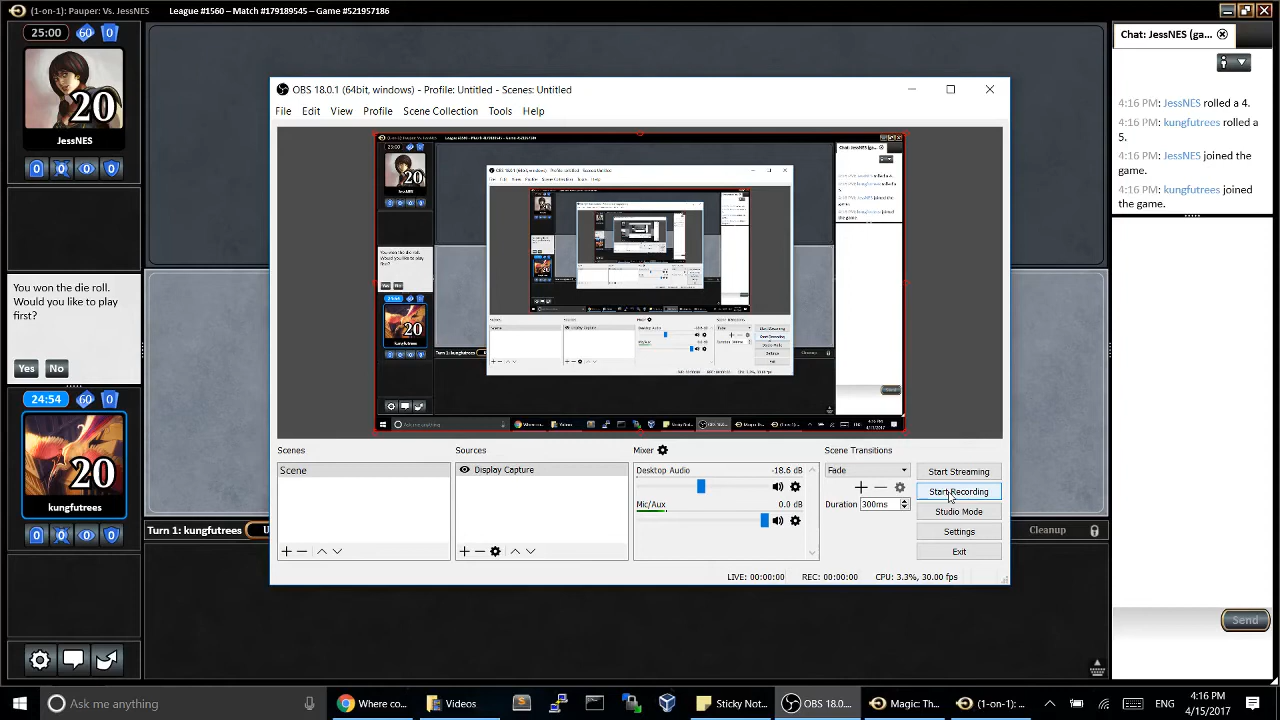 (1-on-1): Pauper: Vs. JessNES
League #1560 – Match #179189545 – Game #521957186
25:00
60
0
20
JessNES
0
0
0
0
You won the die roll.
Would you like to play
first?
Yes
No
24:54
60
0
20
kungfutrees
0
0
0
0
Turn 1: kungfutrees
U
Cleanup
Chat: JessNES (ga...
4:16 PM: JessNES rolled a 4.
4:16 PM: kungfutrees rolled a
5.
4:16 PM: JessNES joined the
game.
4:16 PM: kungfutrees joined
the game.
Send
OBS 18.0.1 (64bit, windows) - Profile: Untitled - Scenes: Untitled
File
Edit
View
Profile
Scene Collection
Tools
Help
Scenes
Scene
Sources
Display Capture
Mixer
Desktop Audio
-18.6 dB
Mic/Aux
0.0 dB
Scene Transitions
Fade
Duration
300ms
Start Streaming
Start Recording
Studio Mode
Settings
Exit
LIVE: 00:00:00
REC: 00:00:00
CPU: 3.3%, 30.00 fps
Ask me anything
Where co...
Videos
Sticky Not...
OBS 18.0....
Magic: Th...
(1-on-1): ...
ENG
4:16 PM
4/15/2017